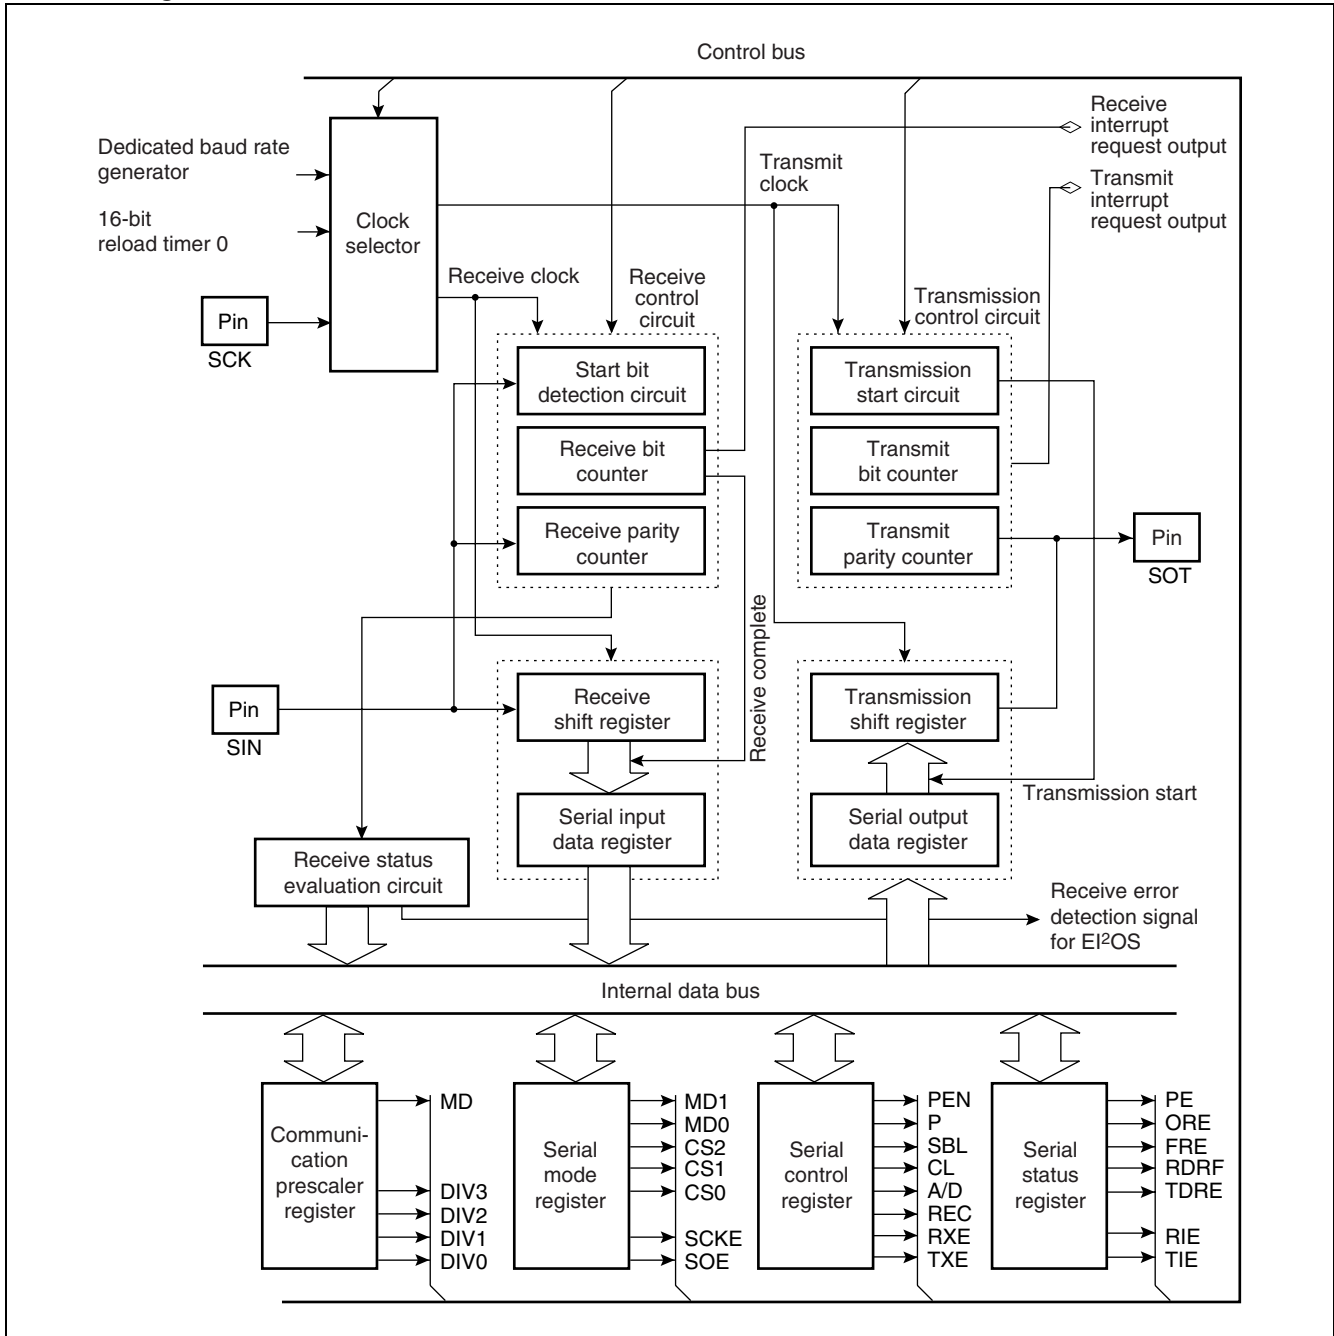 Control bus
Receive
interrupt
request output
Dedicated baud rate
generator
Transmit
clock
Transmit
interrupt
request output
16-bit
reload timer 0
Clock
selector
Receive clock
Receive
control
circuit
Transmission
control circuit
Pin
SCK
Start bit
detection circuit
Transmission
start circuit
Receive bit
counter
Transmit
bit counter
Receive parity
counter
Transmit
parity counter
Pin
SOT
Receive complete
Pin
SIN
Receive
shift register
Transmission
shift register
Transmission start
Serial input
data register
Serial output
data register
Receive status
evaluation circuit
Receive error
detection signal
for EI²OS
Internal data bus
Communi-
cation
prescaler
register
MD
DIV3
DIV2
DIV1
DIV0
Serial
mode
register
MD1
MD0
CS2
CS1
CS0
SCKE
SOE
Serial
control
register
PEN
P
SBL
CL
A/D
REC
RXE
TXE
Serial
status
register
PE
ORE
FRE
RDRF
TDRE
RIE
TIE